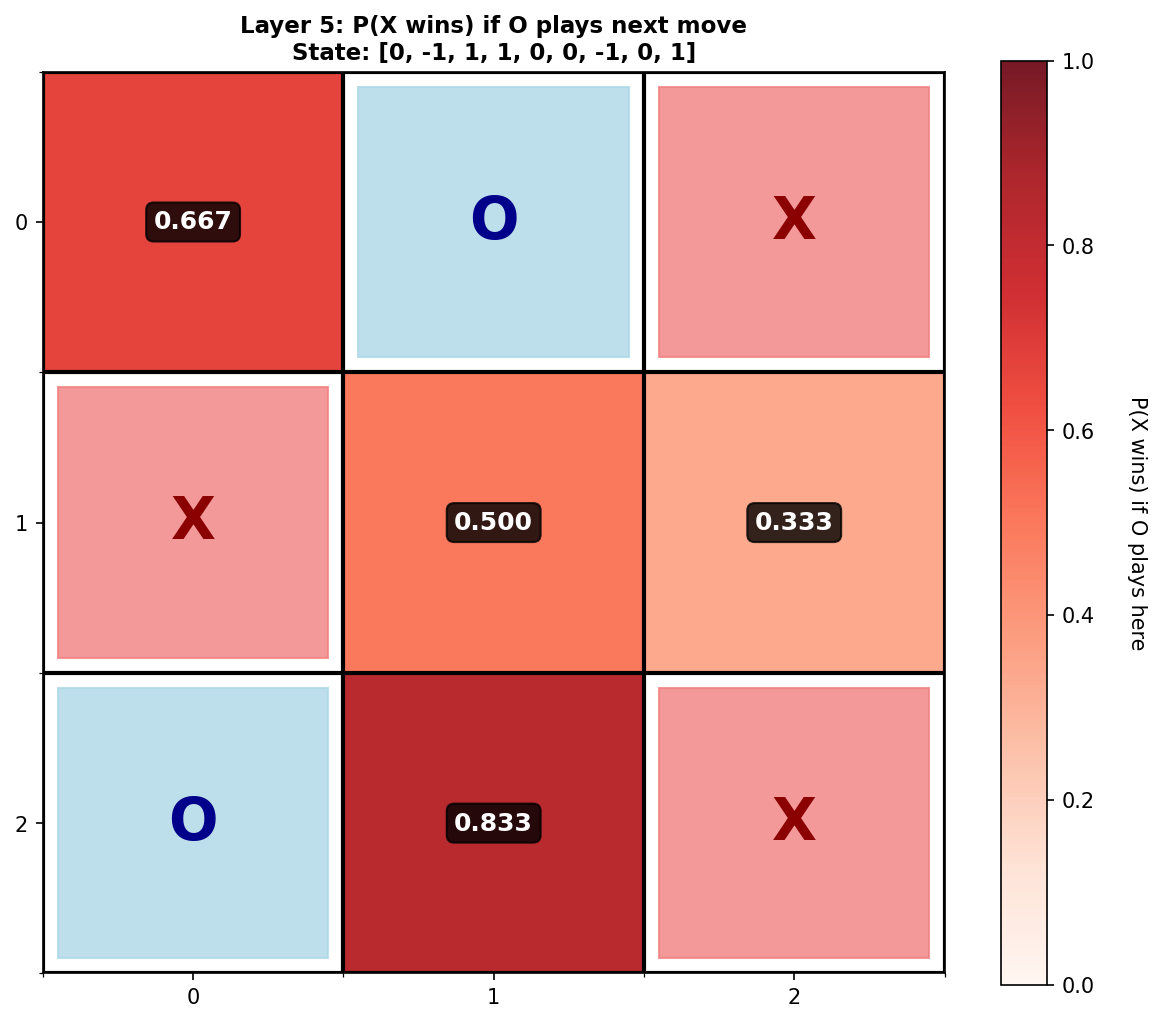 Layer 5: P(X wins) if O plays next move
State: [0, -1, 1, 1, 0, 0, -1, 0, 1]
0
0.667
O
X
1
X
0.500
0.333
2
O
0.833
X
0
1
2
1.0
0.8
0.6
0.4
0.2
0.0
P(X wins) if O plays here